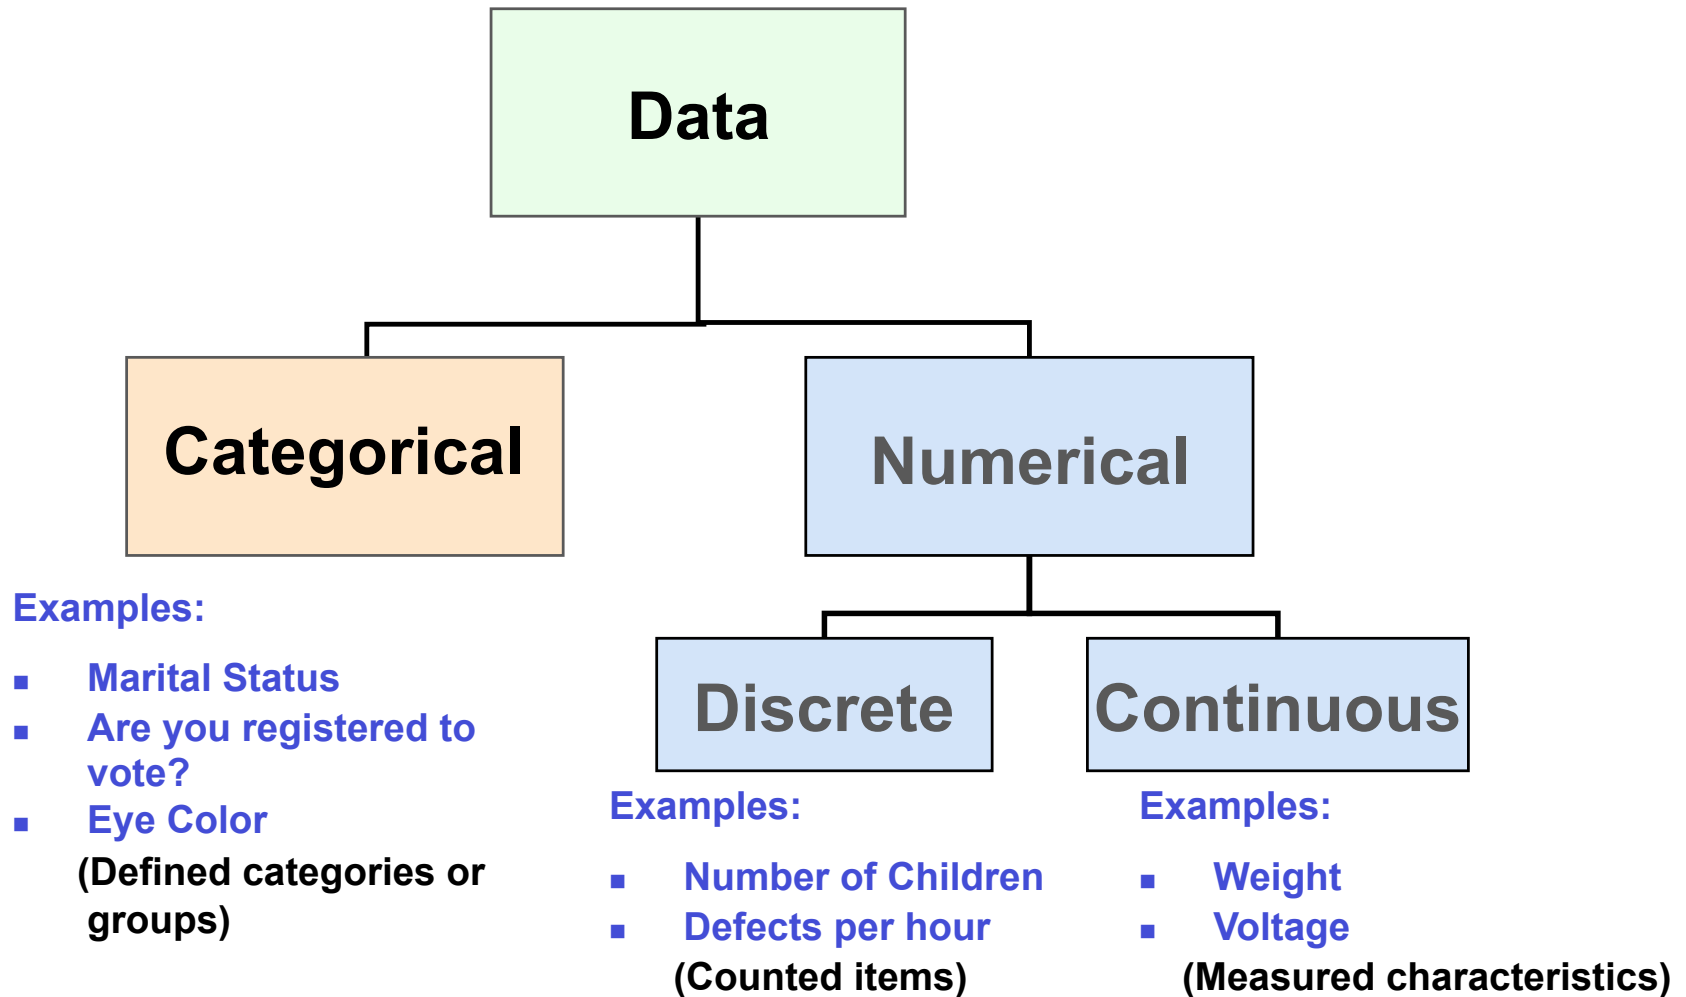 Data
Categorical
Numerical
Examples:
■ Marital Status
■ Are you registered to
vote?
■ Eye Color
(Defined categories or
groups)
Discrete
Continuous
Examples:
■ Number of Children
■ Defects per hour
(Counted items)
Examples:
■ Weight
■ Voltage
(Measured characteristics)